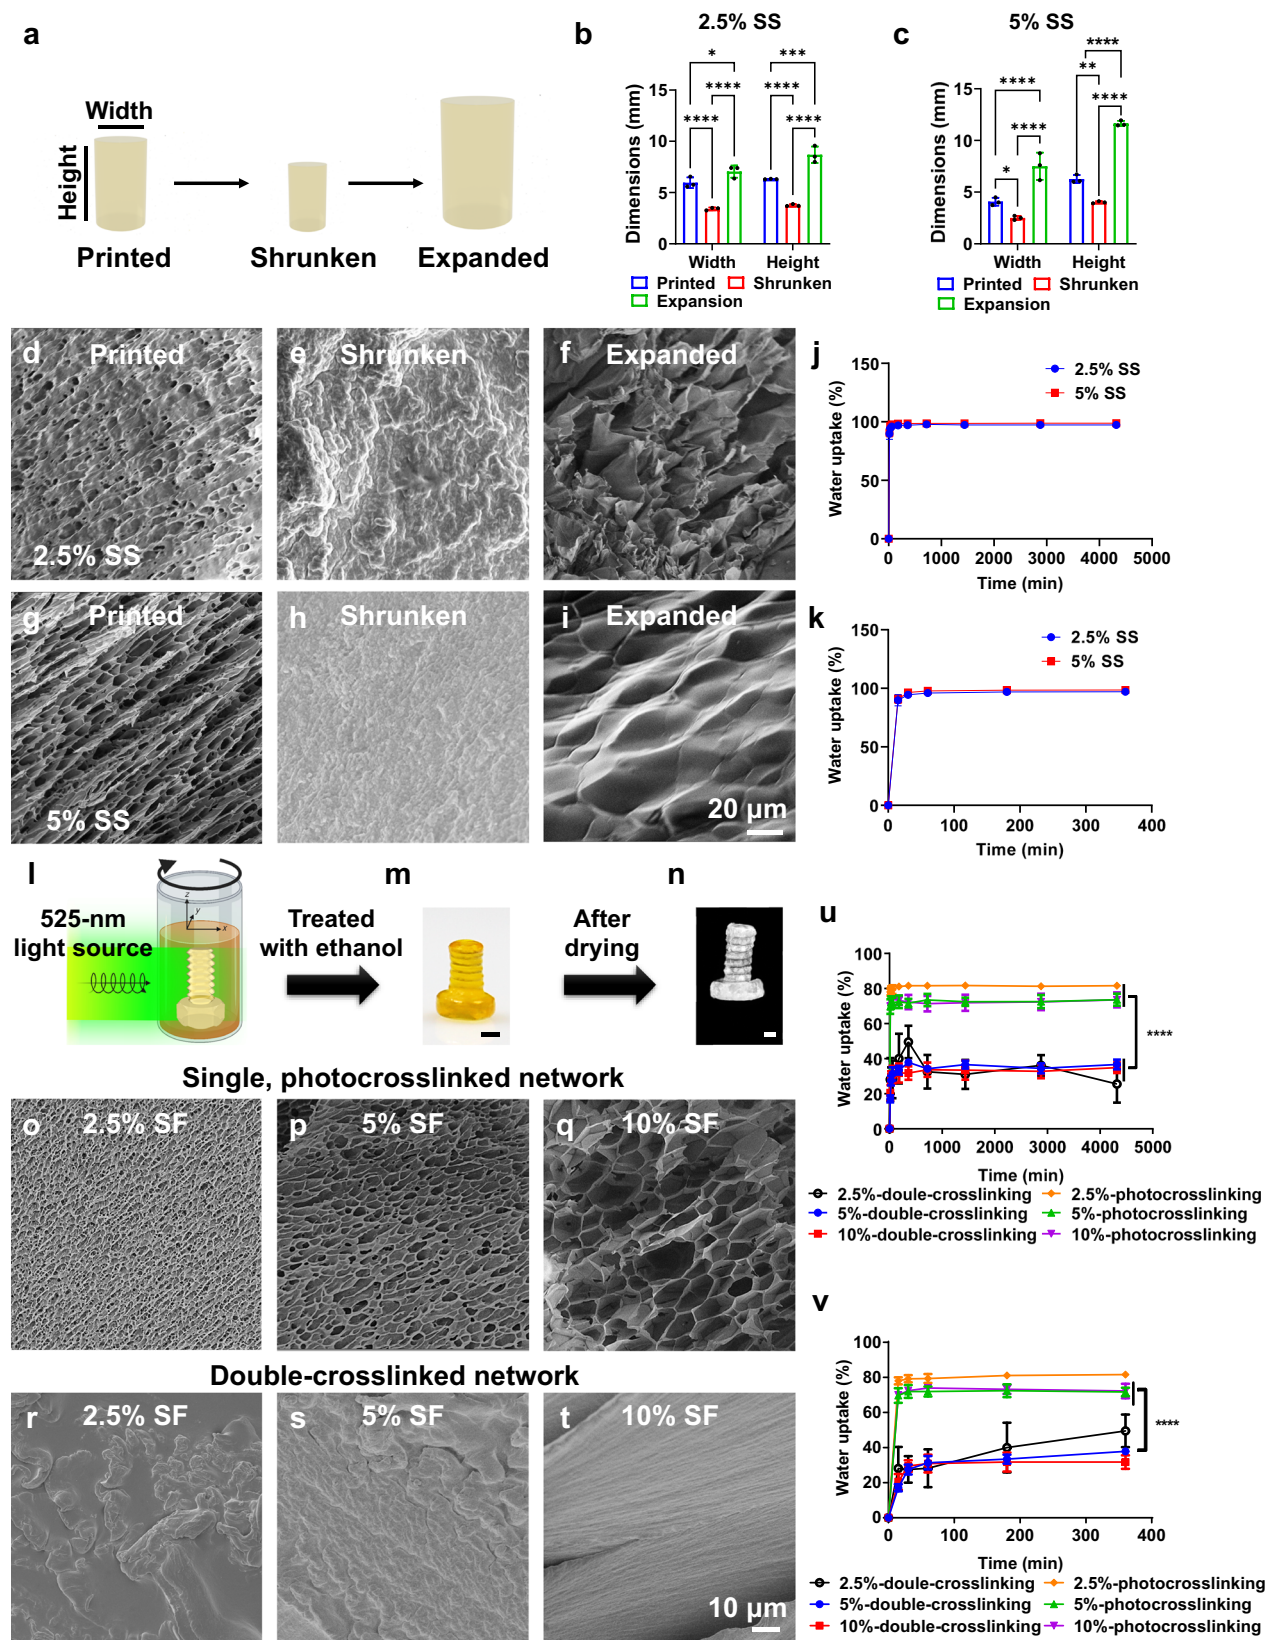 a
Width
Height
Printed
Shrunken
Expanded
b
2.5% SS
Dimensions (mm)
15
10
5
0
*
***
****
****
****
****
Width
Height
Printed
Shrunken
Expansion
c
5% SS
Dimensions (mm)
15
10
5
0
****
****
**
****
****
*
****
Width
Height
Printed
Shrunken
Expansion
d
Printed
2.5% SS
e
Shrunken
f
Expanded
g
Printed
5% SS
h
Shrunken
i
Expanded
20 μm
j
Water uptake (%)
150
100
50
0
2.5% SS
5% SS
0 1000 2000 3000 4000 5000
Time (min)
k
Water uptake (%)
150
100
50
0
2.5% SS
5% SS
0 100 200 300 400
Time (min)
l
525-nm
light source
z
y
x
Treated
with ethanol
m
After
drying
n
Single, photocrosslinked network
o
2.5% SF
p
5% SF
q
10% SF
Double-crosslinked network
r
2.5% SF
s
5% SF
t
10% SF
10 μm
u
Water uptake (%)
100
80
60
40
20
0
****
0 1000 2000 3000 4000 5000
Time (min)
2.5%-doule-crosslinking
2.5%-photocrosslinking
5%-double-crosslinking
5%-photocrosslinking
10%-double-crosslinking
10%-photocrosslinking
v
Water uptake (%)
100
80
60
40
20
0
****
0 100 200 300 400
Time (min)
2.5%-doule-crosslinking
2.5%-photocrosslinking
5%-double-crosslinking
5%-photocrosslinking
10%-double-crosslinking
10%-photocrosslinking